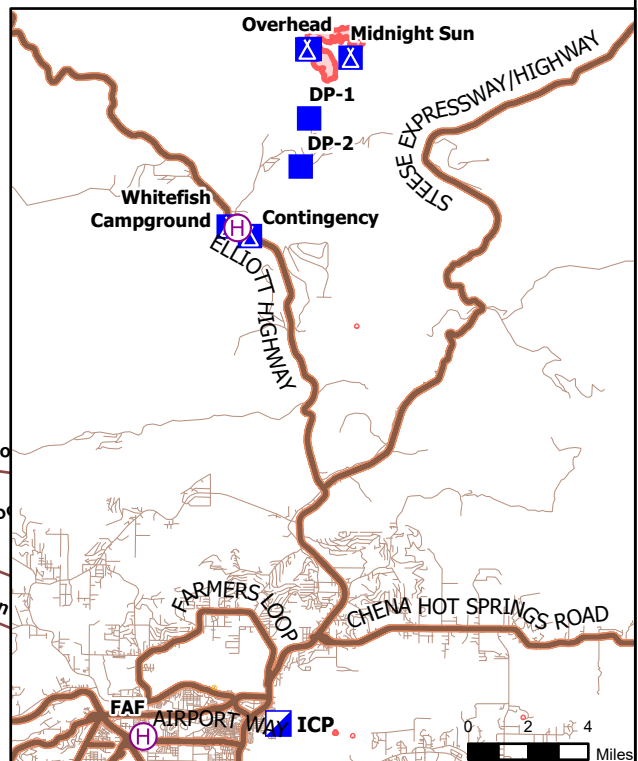 Overhead
Midnight Sun
DP-1
DP-2
STEESE EXPRESSWAY/HIGHWAY
Whitefish
Campground
H
Contingency
ELLIOTT HIGHWAY
FARMERS LOOP
CHENA HOT SPRINGS ROAD
FAF
H
AIRPORT WAY
ICP
0 2 4
Miles